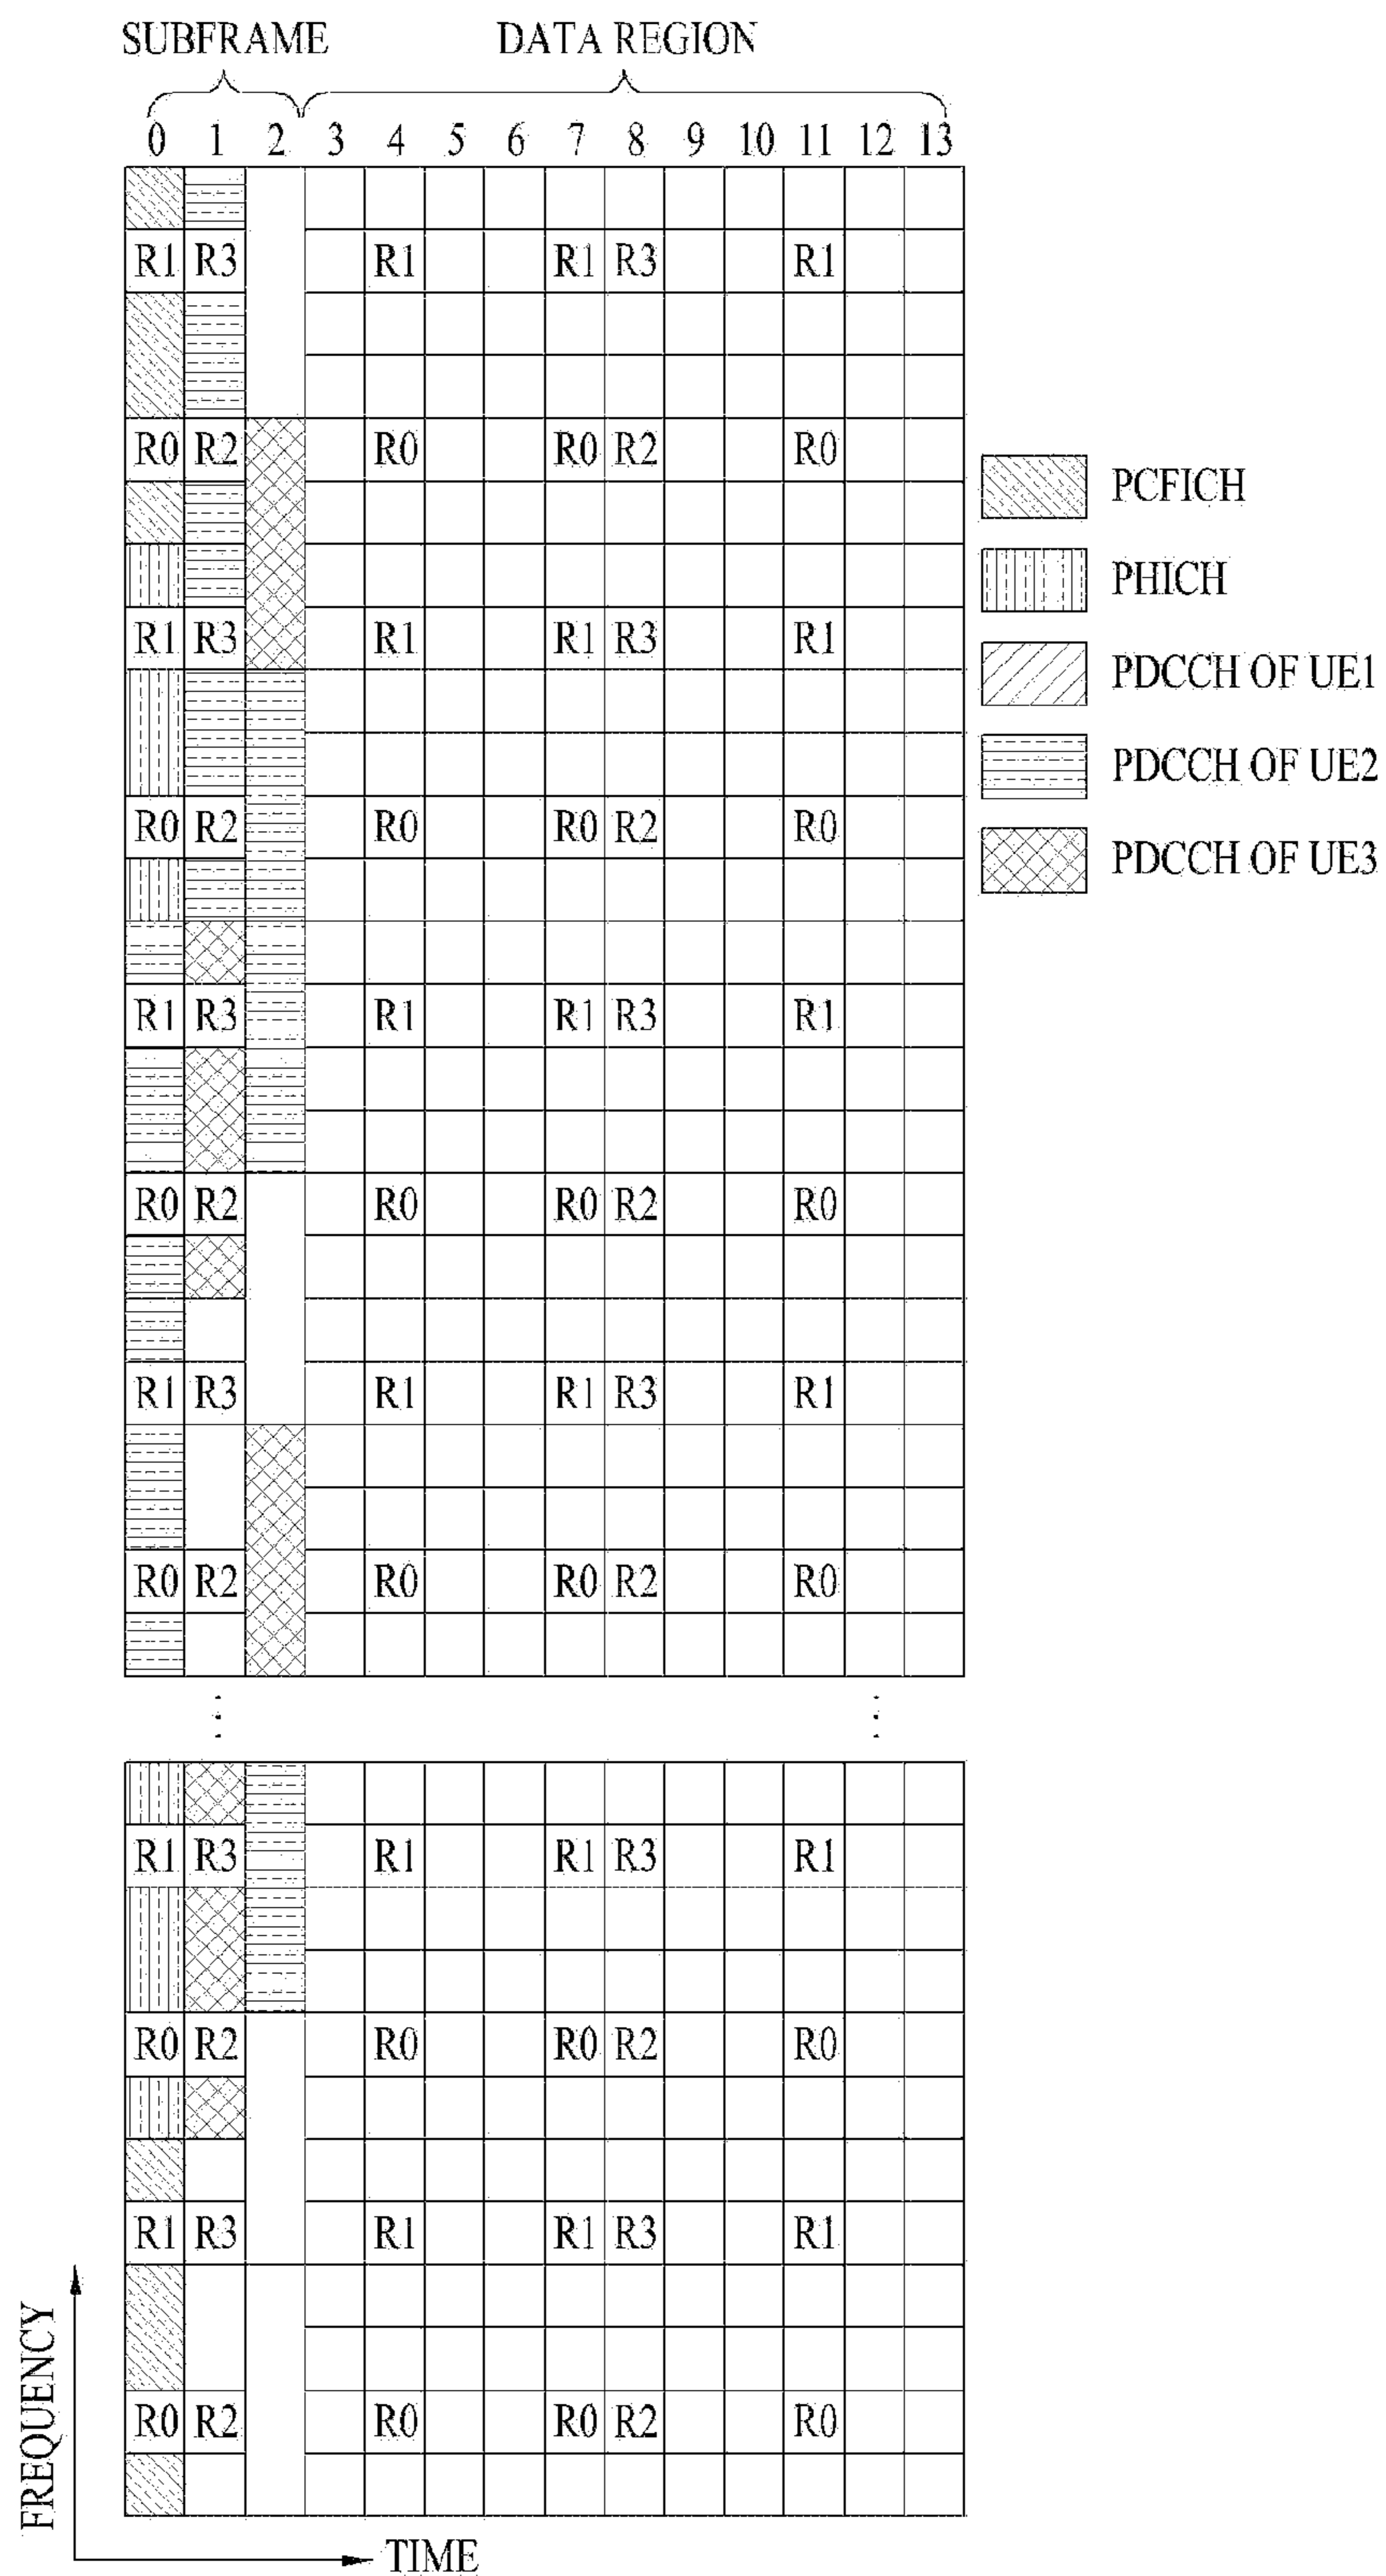 SUBFRAME DATA REGION
0 1 2 3 4 5 6 7 8 9 10 11 12 13
R1 R3 R1 R1 R3 R1
R0 R2 R0 R0 R2 R0
PCFICH
PHICH
R1 R3 R1 R1 R3 R1
PDCCH OF UE1
PDCCH OF UE2
R0 R2 R0 R0 R2 R0
PDCCH OF UE3
R1 R3 R1 R1 R3 R1
R0 R2 R0 R0 R2 R0
R1 R3 R1 R1 R3 R1
R0 R2 R0 R0 R2 R0
R1 R3 R1 R1 R3 R1
R0 R2 R0 R0 R2 R0
R1 R3 R1 R1 R3 R1
R0 R2 R0 R0 R2 R0
FREQUENCY
TIME